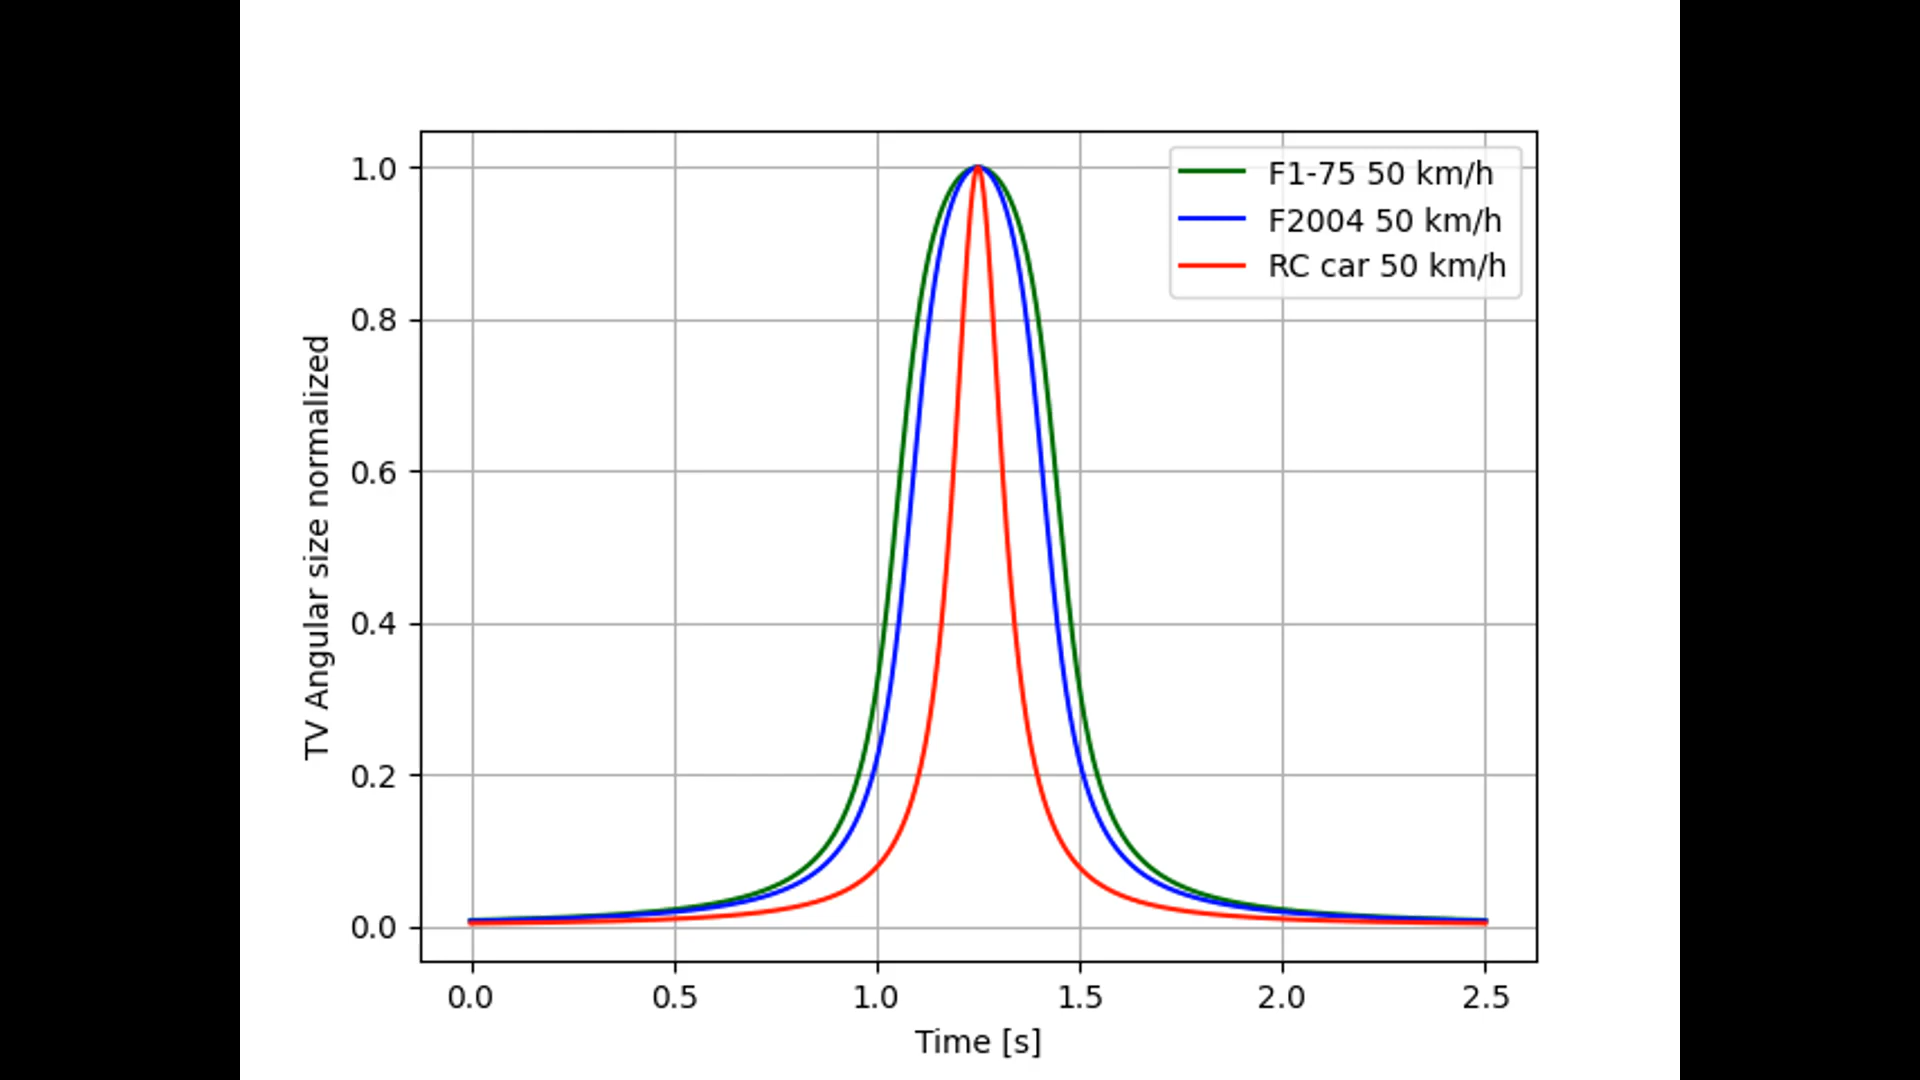 F1-75 50 km/h
F2004 50 km/h
RC car 50 km/h
TV Angular size normalized
1.0
0.8
0.6
0.4
0.2
0.0
0.0 0.5 1.0 1.5 2.0 2.5
Time [s]